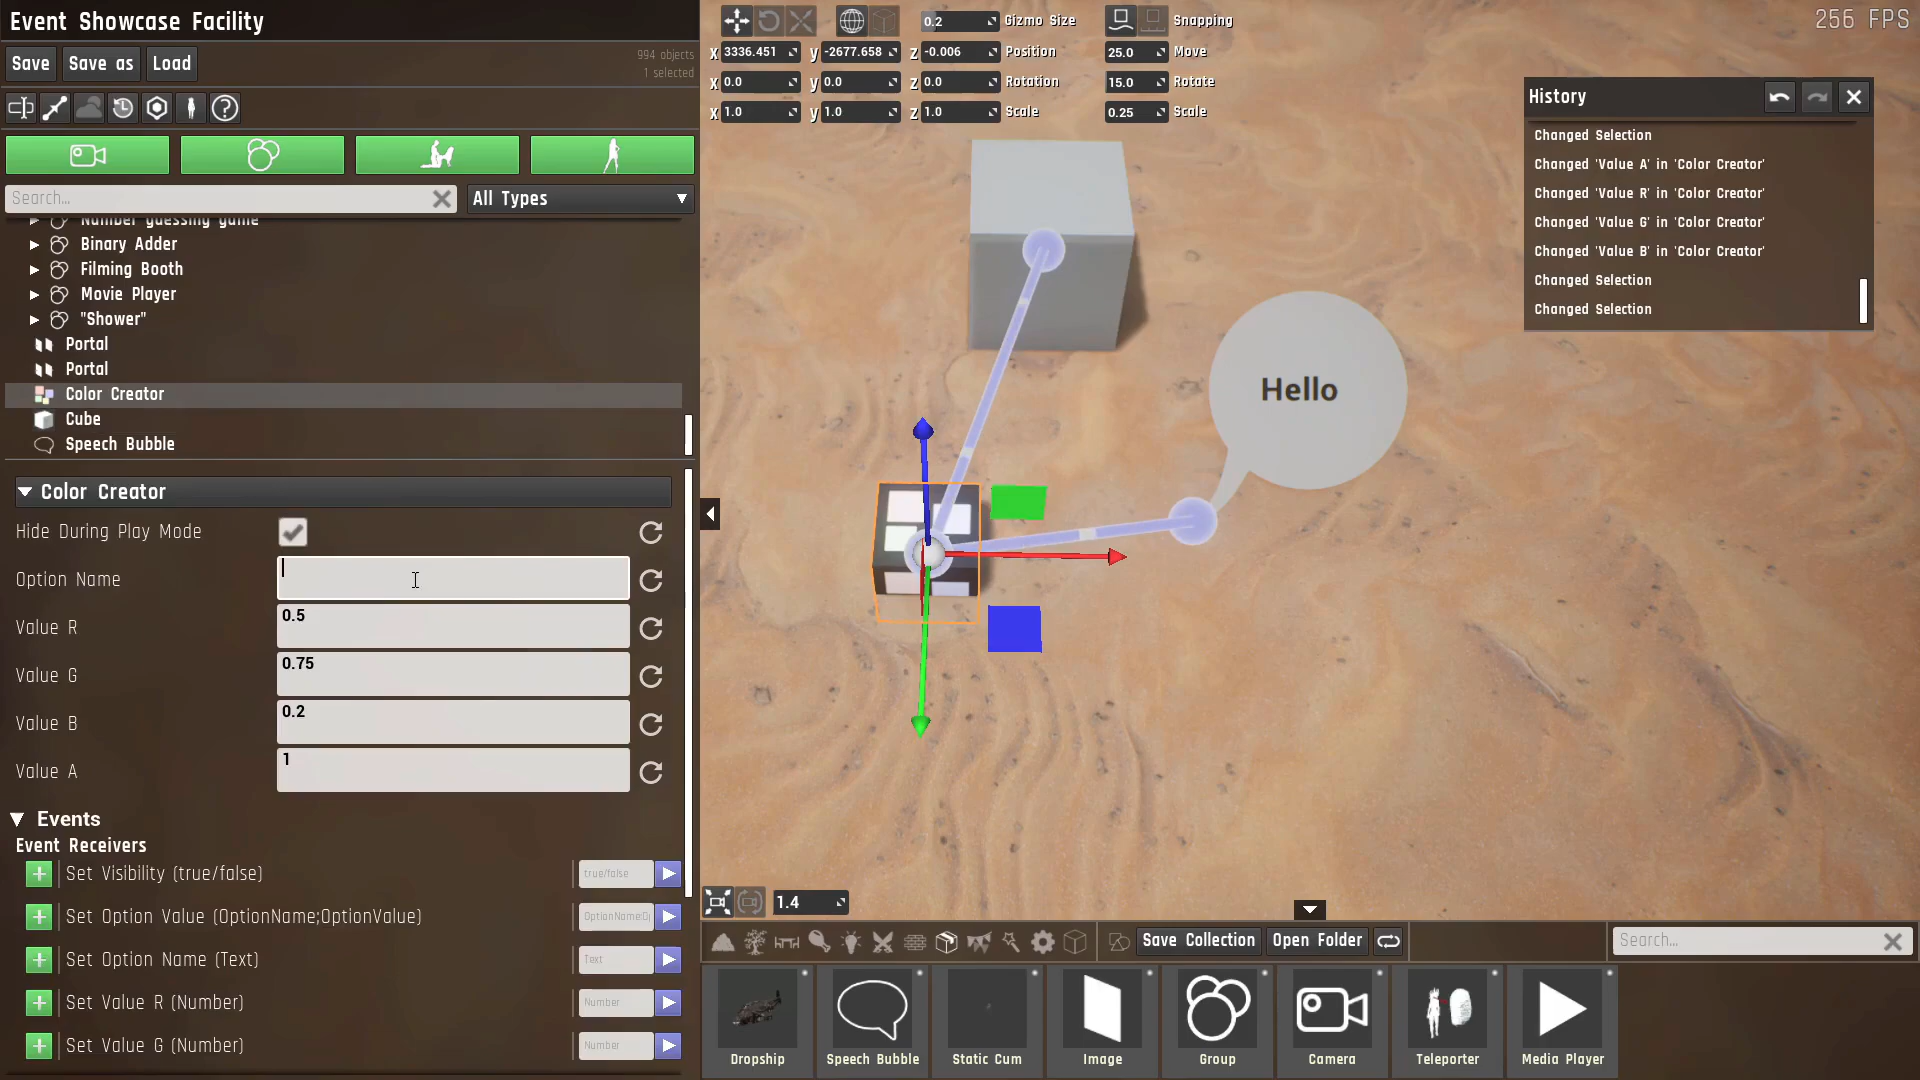 Event Showcase Facility
Save
Save as
Load
994 objects
1 selected
Search...
All Types
Number guessing game
Binary Adder
Filming Booth
Movie Player
"Shower"
Portal
Portal
Color Creator
Cube
Speech Bubble
Color Creator
Hide During Play Mode
Option Name
Value R
0.5
Value G
0.75
Value B
0.2
Value A
1
Events
Event Receivers
Set Visibility (true/false)
true/false
Set Option Value (OptionName;OptionValue)
OptionName;O
Set Option Name (Text)
Text
Set Value R (Number)
Number
Set Value G (Number)
Number
0.2
Gizmo Size
Snapping
X 3336.451 y -2677.658 z -0.006 Position
25.0 Move
X 0.0 y 0.0 z 0.0 Rotation
15.0 Rotate
X 1.0 y 1.0 z 1.0 Scale
0.25 Scale
256 FPS
History
Changed Selection
Changed 'Value A' in 'Color Creator'
Changed 'Value R' in 'Color Creator'
Changed 'Value G' in 'Color Creator'
Changed 'Value B' in 'Color Creator'
Changed Selection
Changed Selection
Hello
1.4
Save Collection
Open Folder
Search...
Dropship
Speech Bubble
Static Cum
Image
Group
Camera
Teleporter
Media Player